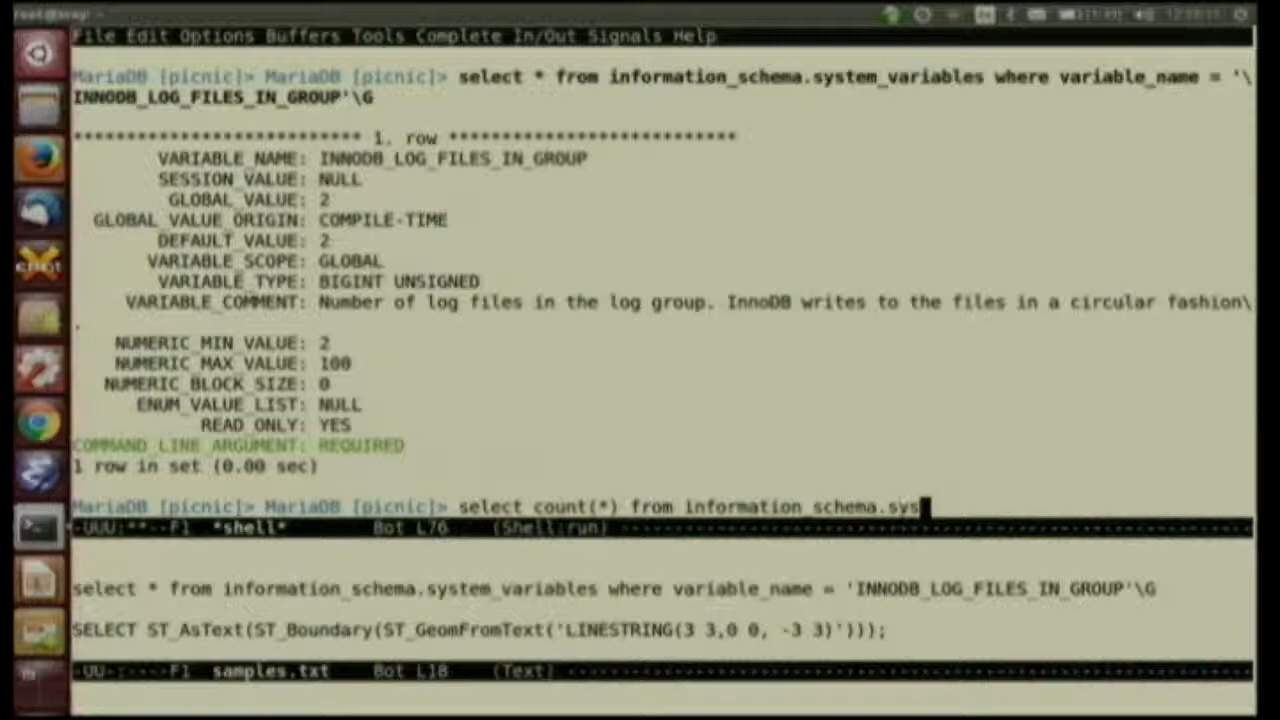 File Edit Options Buffers Tools Complete In/Out Signals Help
MariaDB [picnic]> MariaDB [picnic]> select * from information_schema.system_variables where variable_name = '\
INNODB_LOG_FILES_IN_GROUP'\G
*************************** 1. row ***************************
VARIABLE_NAME: INNODB_LOG_FILES_IN_GROUP
SESSION_VALUE: NULL
GLOBAL_VALUE: 2
GLOBAL_VALUE_ORIGIN: COMPILE-TIME
DEFAULT_VALUE: 2
VARIABLE_SCOPE: GLOBAL
VARIABLE_TYPE: BIGINT UNSIGNED
VARIABLE_COMMENT: Number of log files in the log group. InnoDB writes to the files in a circular fashion\
.
NUMERIC_MIN_VALUE: 2
NUMERIC_MAX_VALUE: 100
NUMERIC_BLOCK_SIZE: 0
ENUM_VALUE_LIST: NULL
READ_ONLY: YES
COMMAND_LINE_ARGUMENT: REQUIRED
1 row in set (0.00 sec)
MariaDB [picnic]> MariaDB [picnic]> select count(*) from information_schema.sys
-UUU:**--F1 *shell* Bot L76 (Shell:run)
select * from information_schema.system_variables where variable_name = 'INNODB_LOG_FILES_IN_GROUP'\G
SELECT ST_AsText(ST_Boundary(ST_GeomFromText('LINESTRING(3 3,0 0, -3 3)')));
-UU-:----F1 samples.txt Bot L18 (Text)